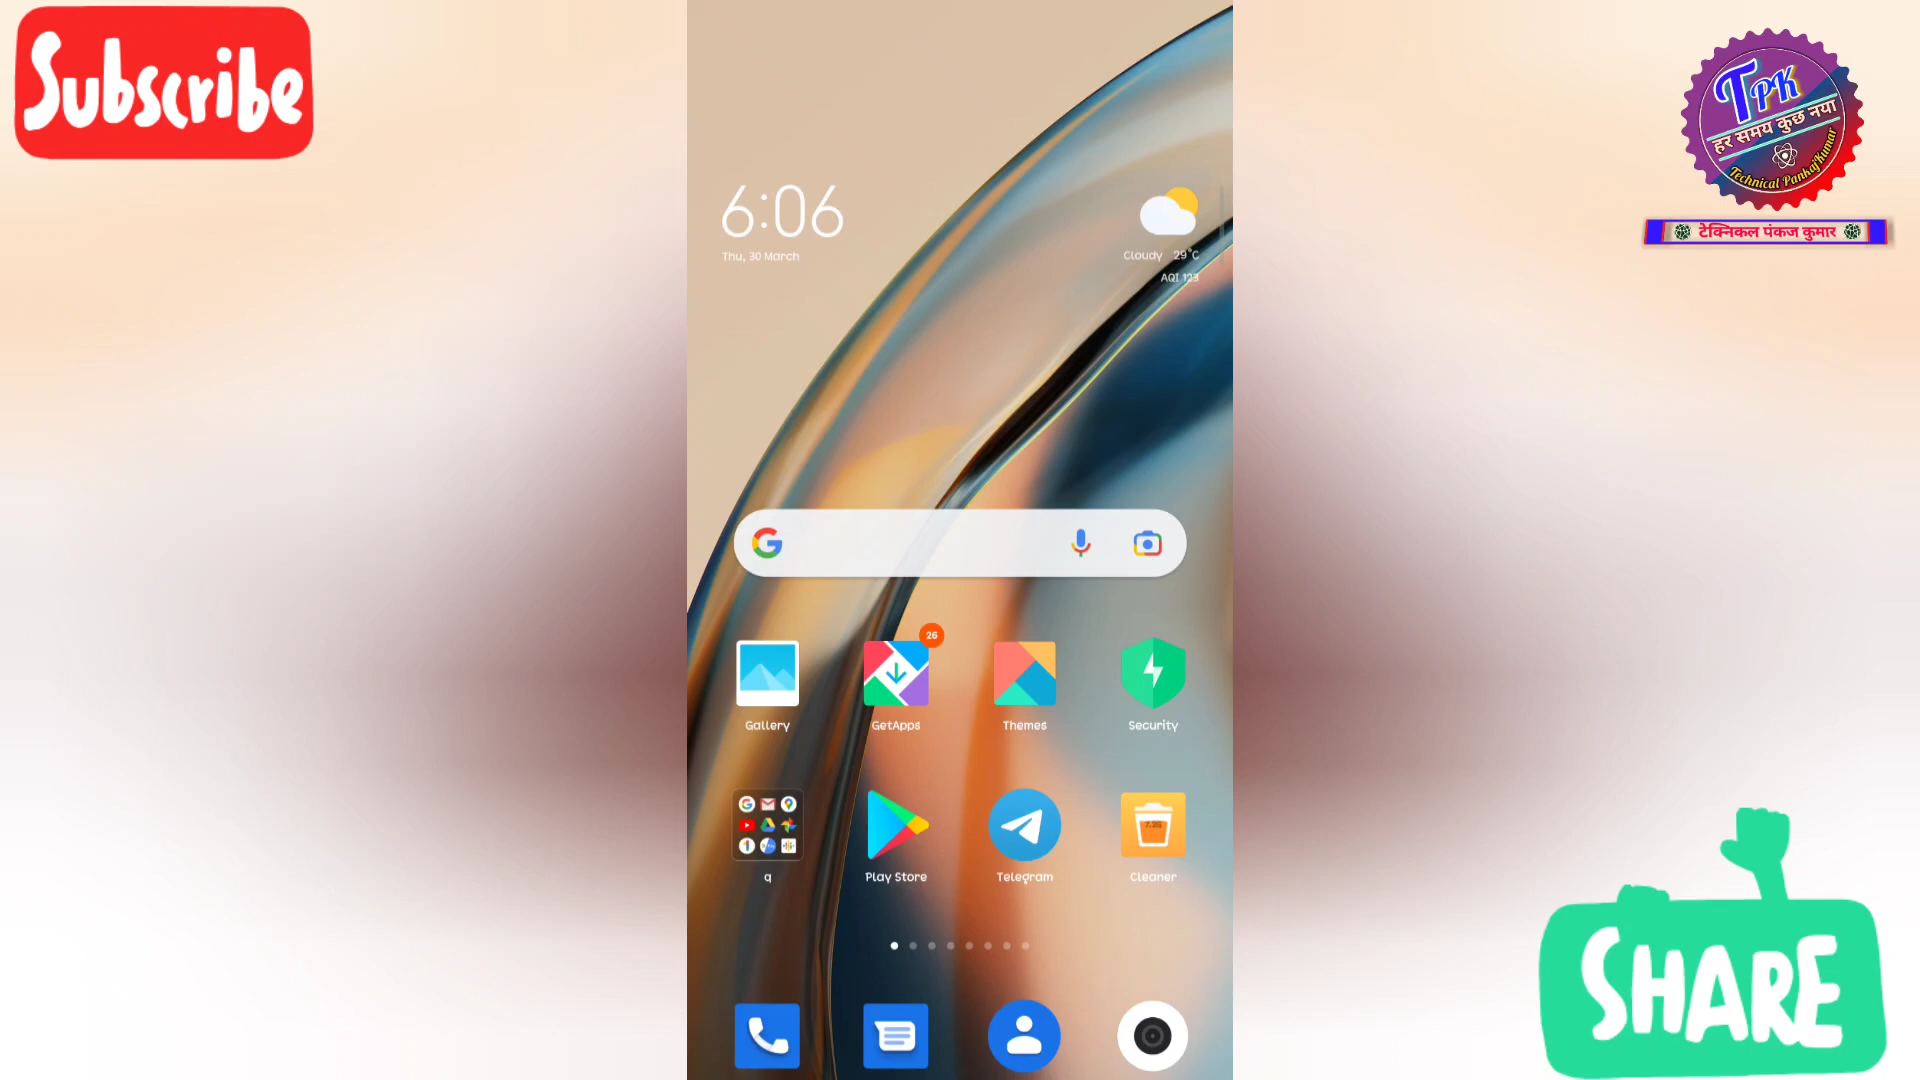 Subscribe
TPK
हर समय कुछ नया
Technical PankajKumar
टेक्निकल पंकज कुमार
6:06
Thu, 30 March
Cloudy 29°C
AQI 123
26
Gallery
GetApps
Themes
Security
q
Play Store
Telegram
Cleaner
SHARE